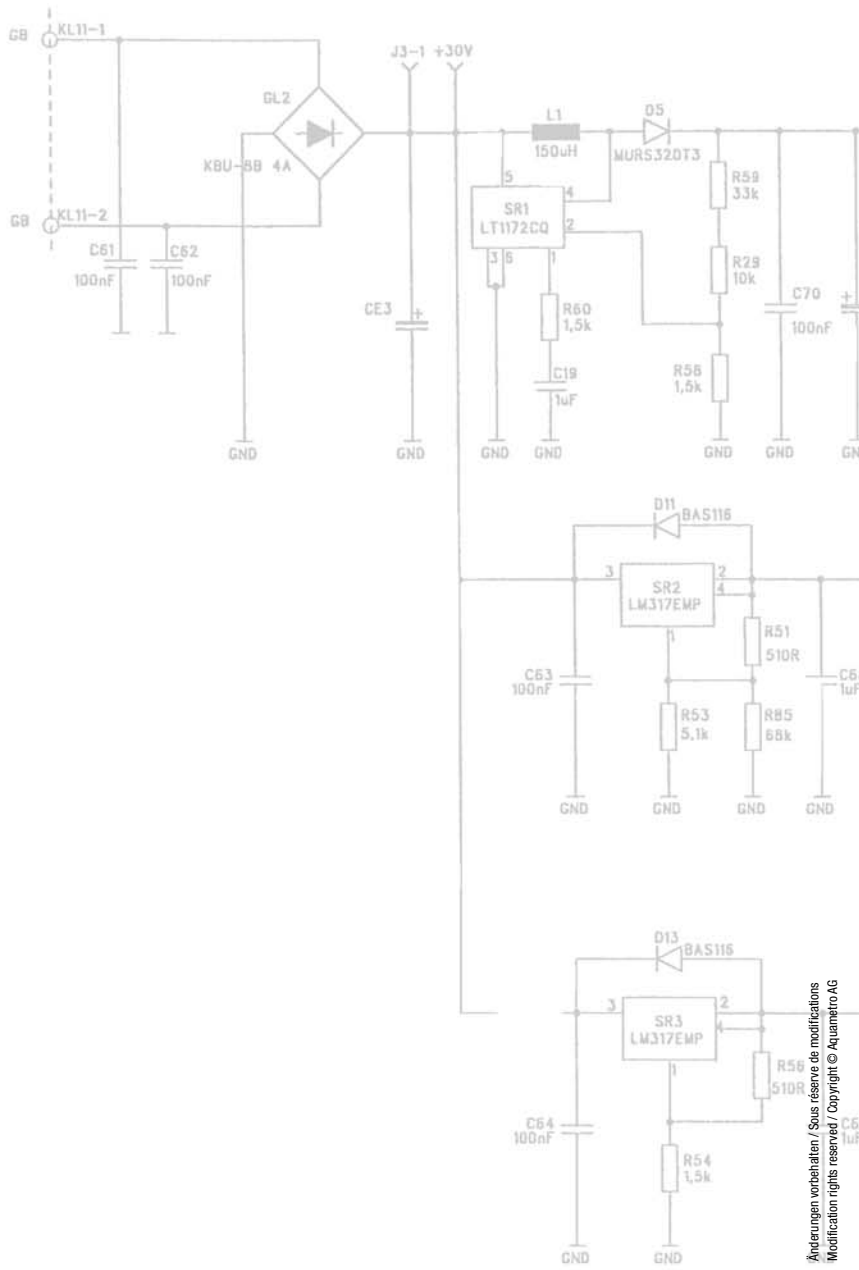 GB
KL11-1
J3-1 +30V
GL2
KBU-8B 4A
L1
150uH
D5
MURS320T3
GB
KL11-2
C61
100nF
C62
100nF
5
SR1
LT1172CQ
4
2
3
1
R59
33k
R29
10k
C70
100nF
CE3
+
R60
1,5k
C19
1uF
R58
1,5k
+
GND
GND
GND
GND
GND
GND
D11
BAS116
3
SR2
LM317EMP
2
4
1
R51
510R
C63
100nF
R53
5,1k
R85
68k
1uF
GND
GND
GND
GND
D13
BAS116
3
SR3
LM317EMP
2
4
1
R56
510R
C64
100nF
R54
1,5k
1uF
GND
GND
Änderungen vorbehalten / Sous réserve de modifications
Modification rights reserved / Copyright © Aquametro AG